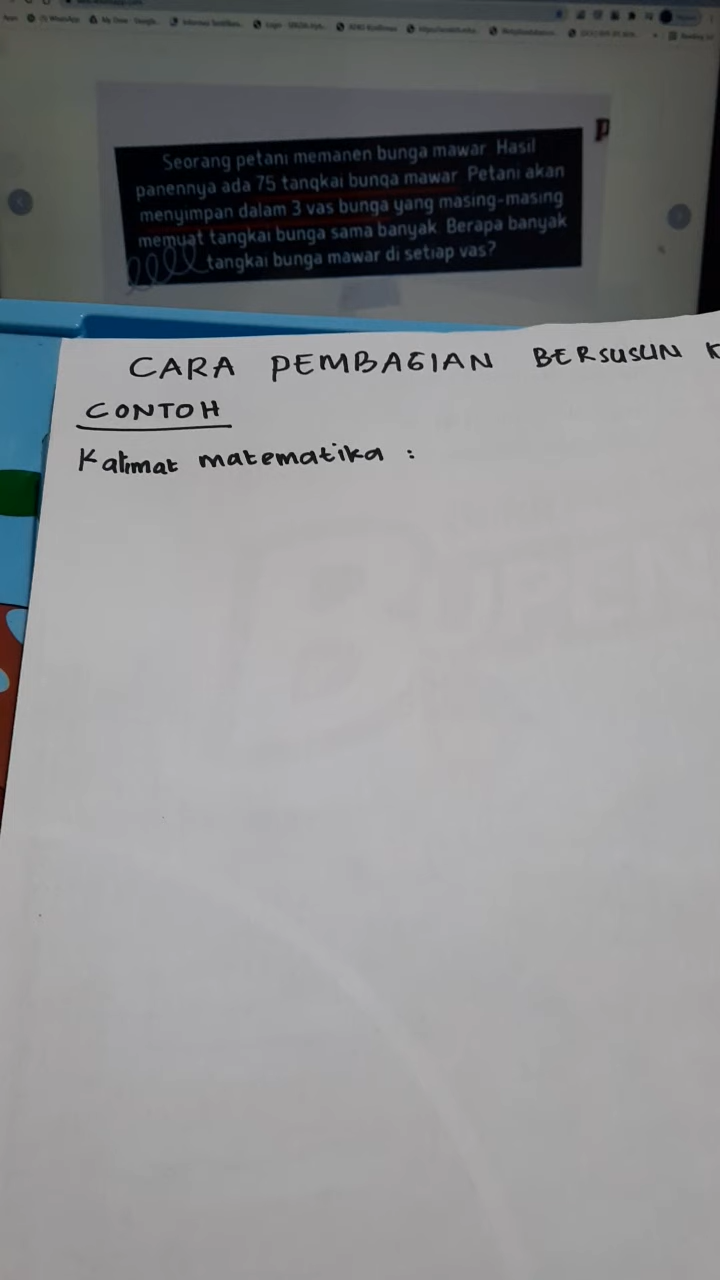 WhatsApp
Seorang petani memanen bunga mawar. Hasil
panennya ada 75 tangkai bunga mawar. Petani akan
menyimpan dalam 3 vas bunga yang masing-masing
memuat tangkai bunga sama banyak. Berapa banyak
tangkai bunga mawar di setiap vas?
P
CARA PEMBAGIAN BERSUSUN K
CONTOH
Kalimat matematika :